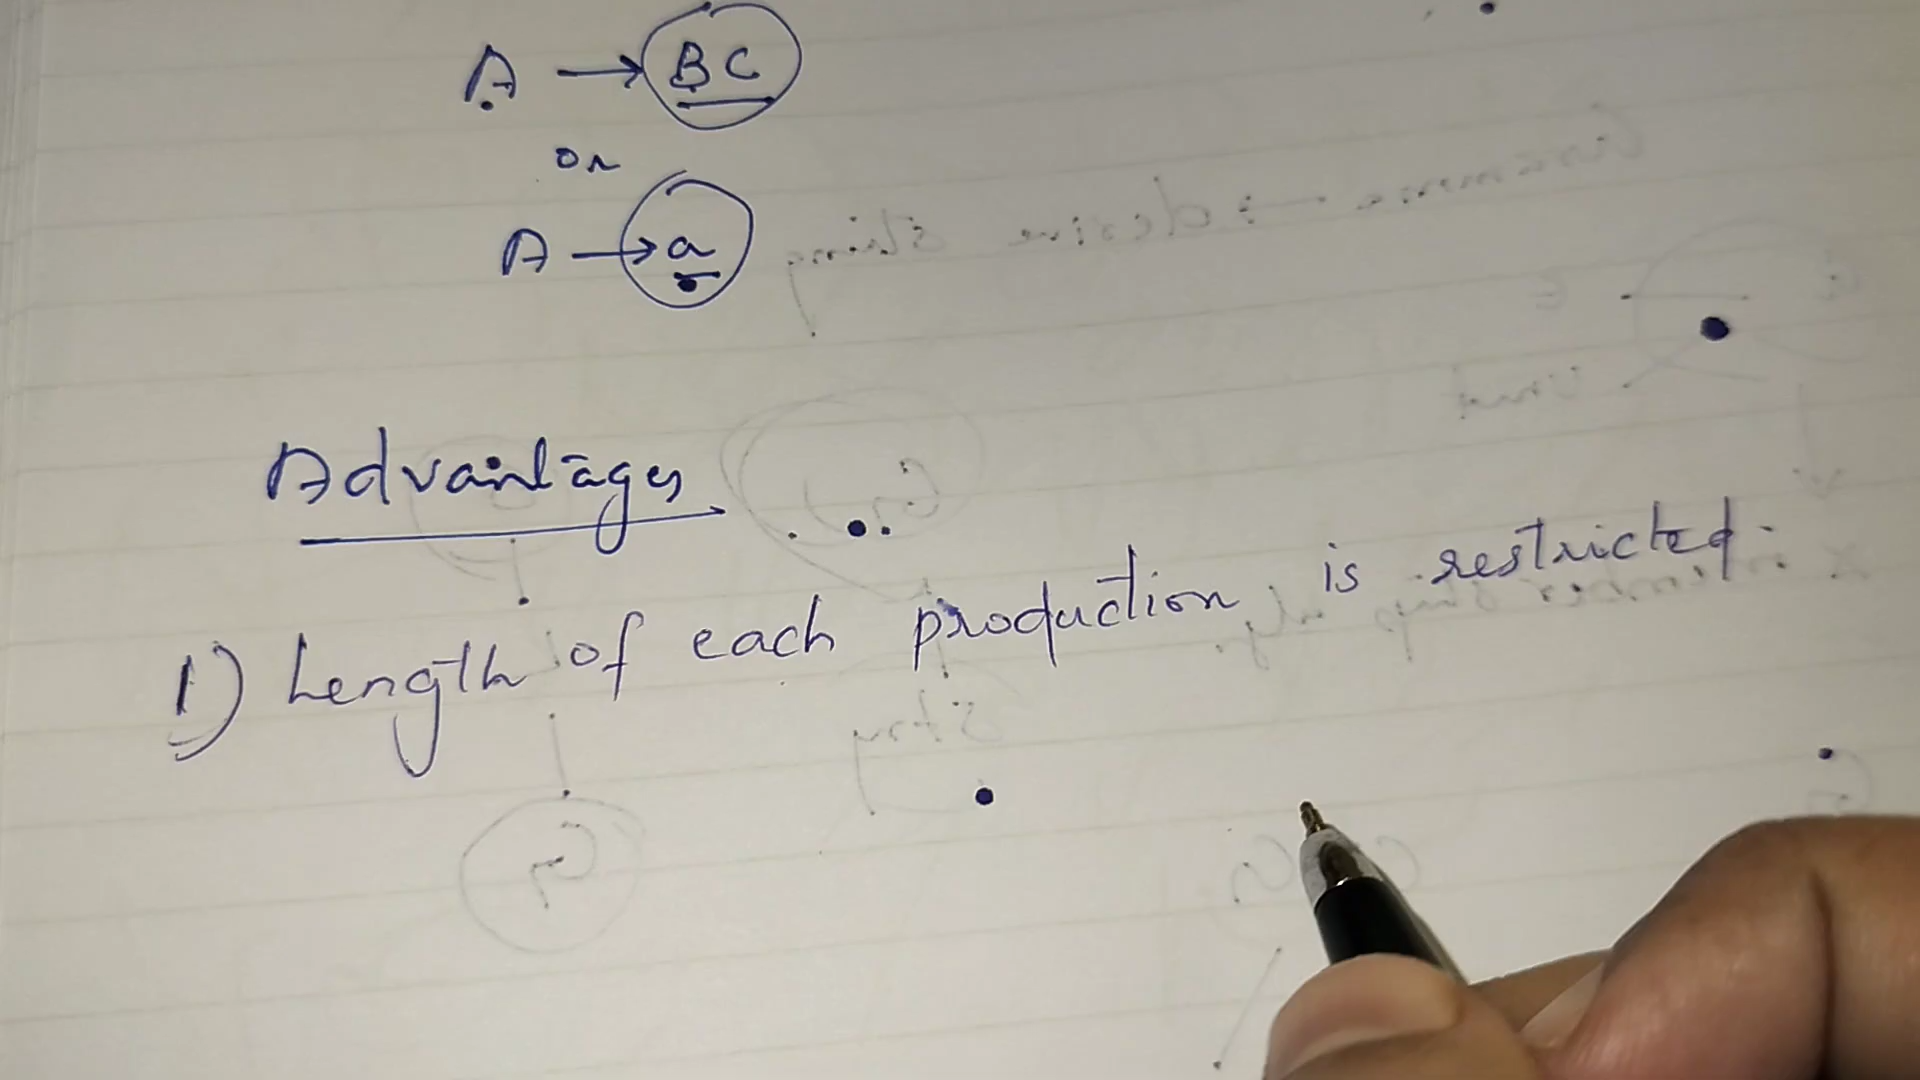 A → BC
or
A → a
Advantages
1) Length of each production is restricted.